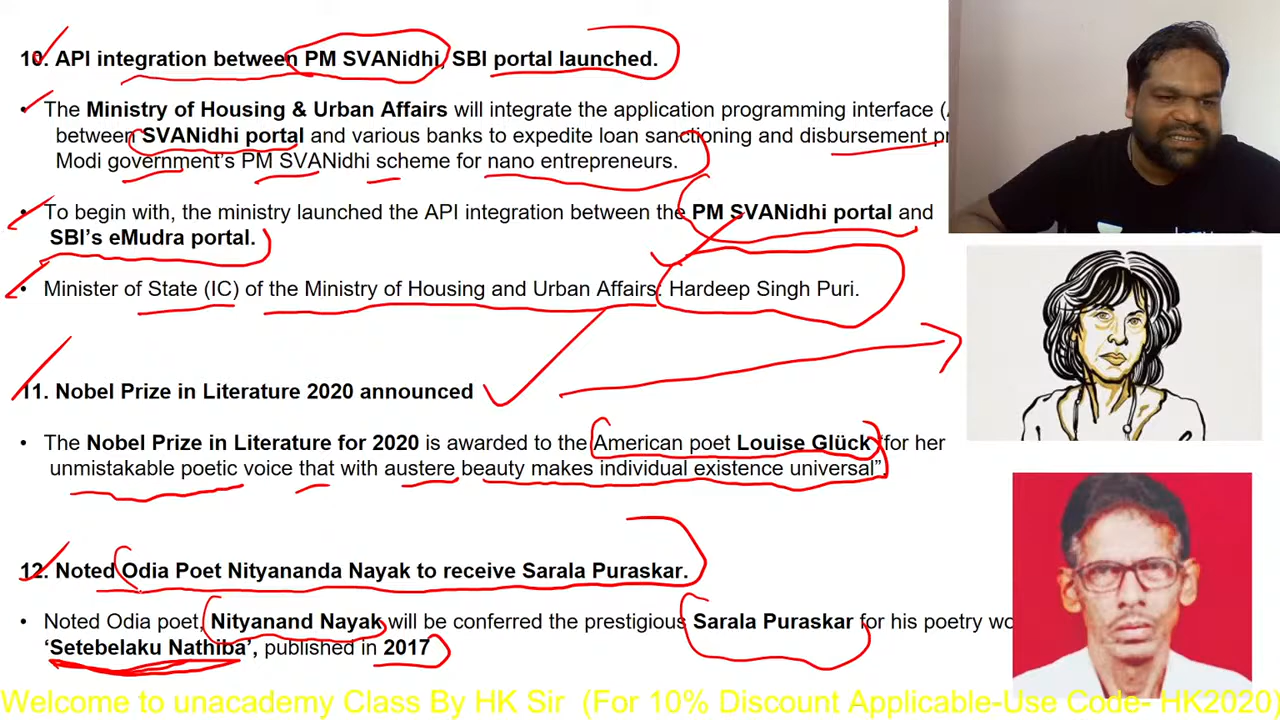 10. API integration between PM SVANidhi, SBI portal launched.
• The Ministry of Housing & Urban Affairs will integrate the application programming interface (
between SVANidhi portal and various banks to expedite loan sanctioning and disbursement pr
Modi government's PM SVANidhi scheme for nano entrepreneurs.
• To begin with, the ministry launched the API integration between the PM SVANidhi portal and
SBI's eMudra portal.
• Minister of State (IC) of the Ministry of Housing and Urban Affairs: Hardeep Singh Puri.
11. Nobel Prize in Literature 2020 announced
• The Nobel Prize in Literature for 2020 is awarded to the American poet Louise Glück "for her
unmistakable poetic voice that with austere beauty makes individual existence universal".
12. Noted Odia Poet Nityananda Nayak to receive Sarala Puraskar.
• Noted Odia poet, Nityanand Nayak will be conferred the prestigious Sarala Puraskar for his poetry wo
'Setebelaku Nathiba', published in 2017
Welcome to unacademy Class By HK Sir (For 10% Discount Applicable-Use Code- HK2020)